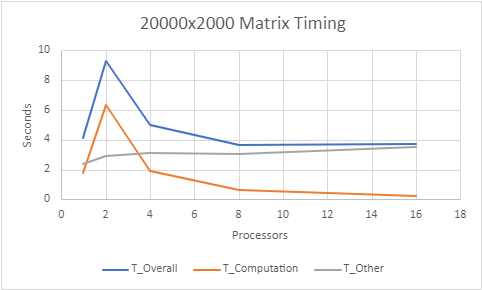 20000x2000 Matrix Timing
10
8
6
4
2
0
Seconds
0 2 4 6 8 10 12 14 16 18
Processors
T_Overall T_Computation T_Other